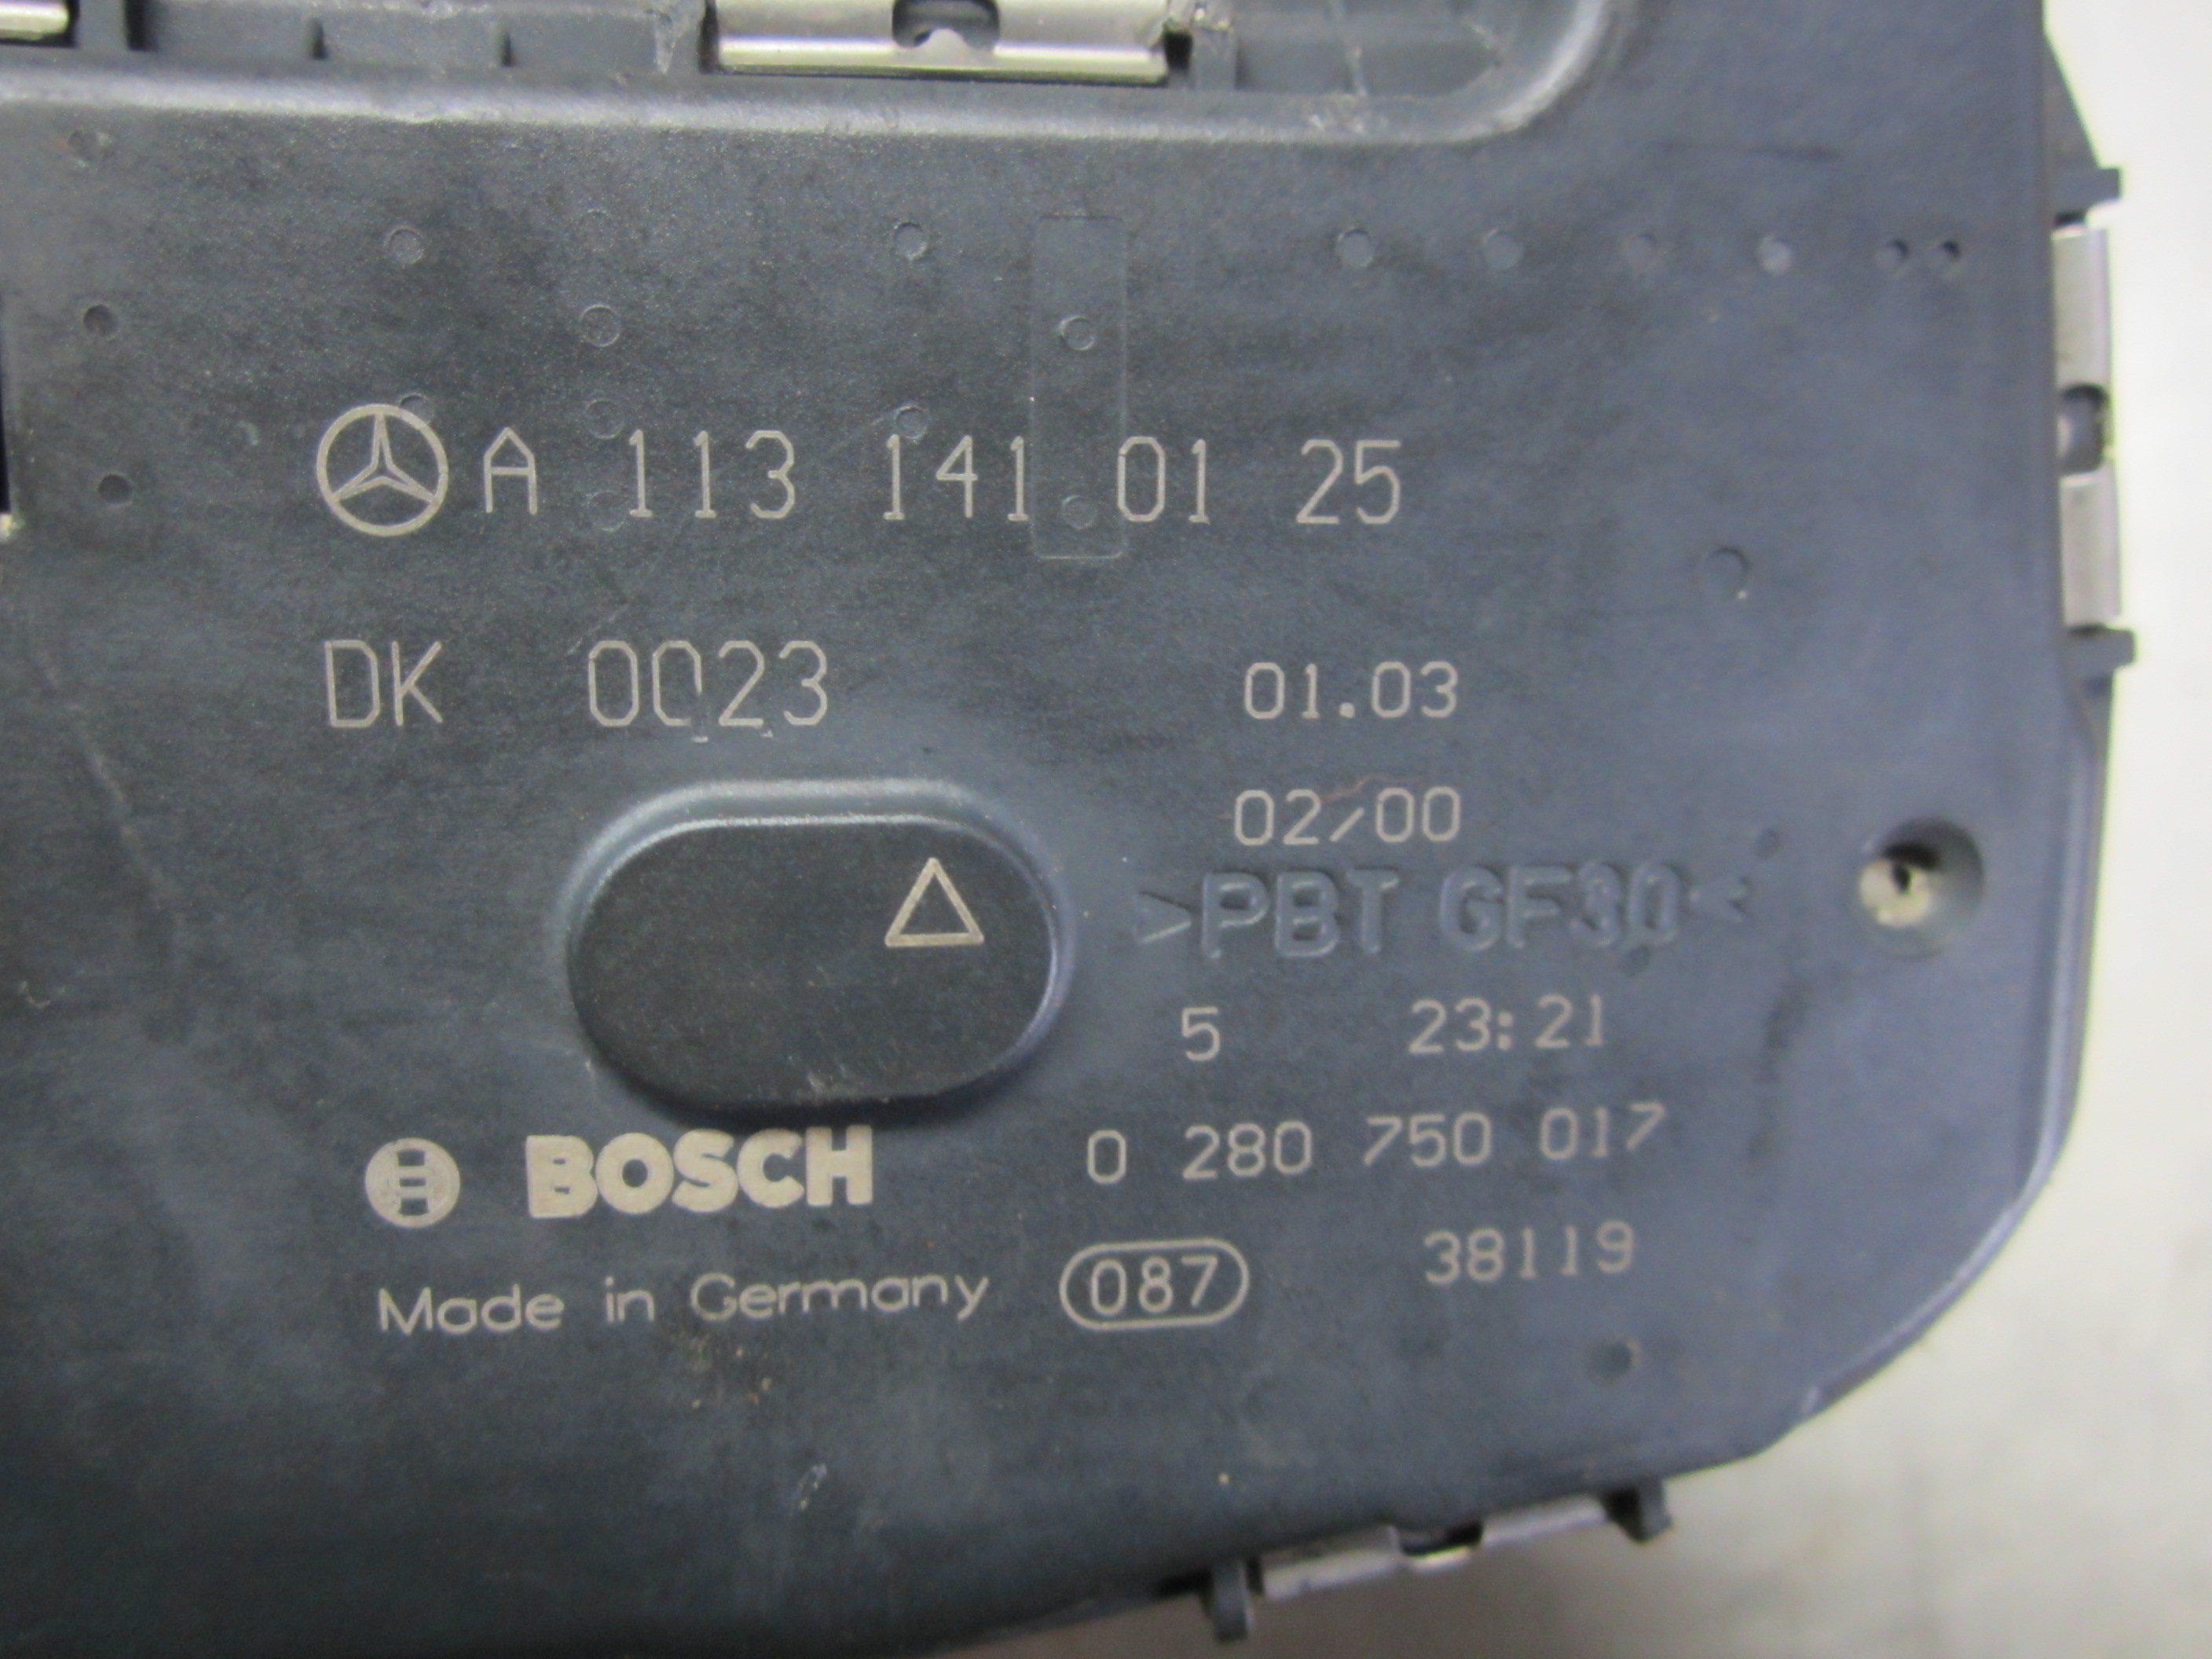 A 113 141 01 25
DK 0023 01.03
02/00
>PBT GF30<
5 23:21
BOSCH 0 280 750 017
Made in Germany 087 38119